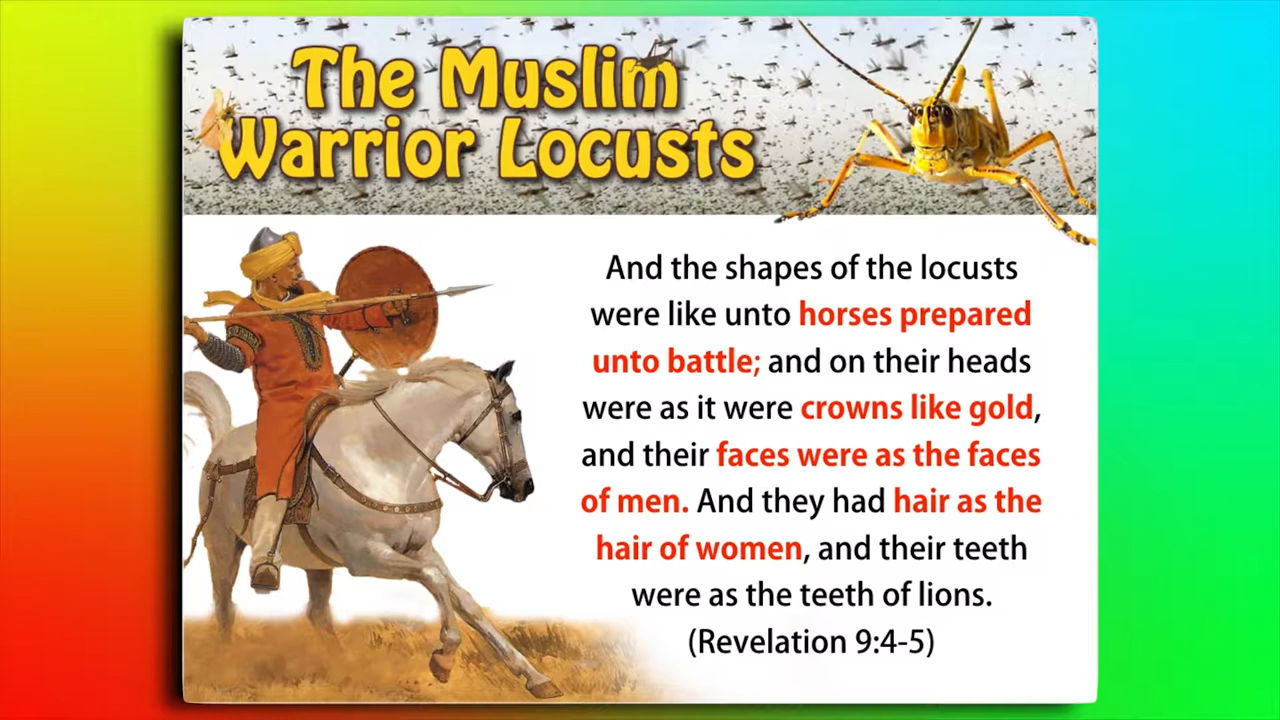 The Muslim
Warrior Locusts
And the shapes of the locusts
were like unto horses prepared
unto battle; and on their heads
were as it were crowns like gold,
and their faces were as the faces
of men. And they had hair as the
hair of women, and their teeth
were as the teeth of lions.
(Revelation 9:4-5)